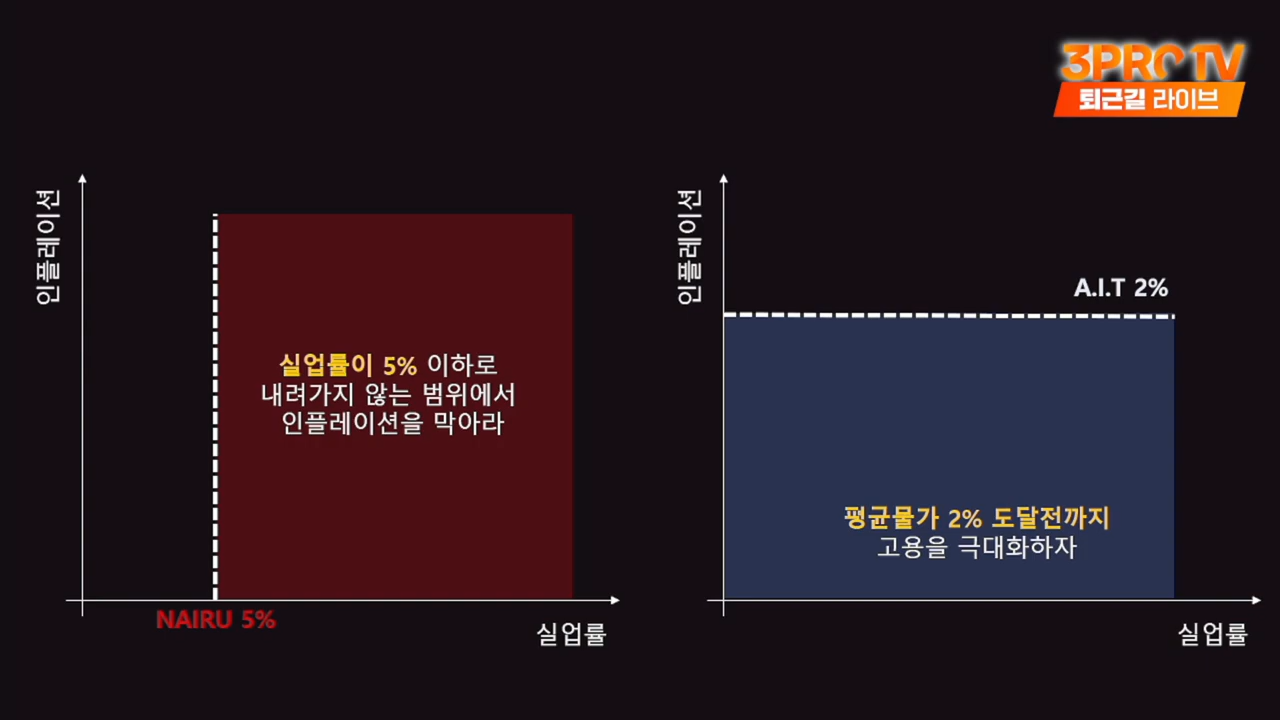 3PRO TV
퇴근길 라이브
인플레이션
실업률이 5% 이하로
내려가지 않는 범위에서
인플레이션을 막아라
NAIRU 5%
실업률
인플레이션
A.I.T 2%
평균물가 2% 도달전까지
고용을 극대화하자
실업률